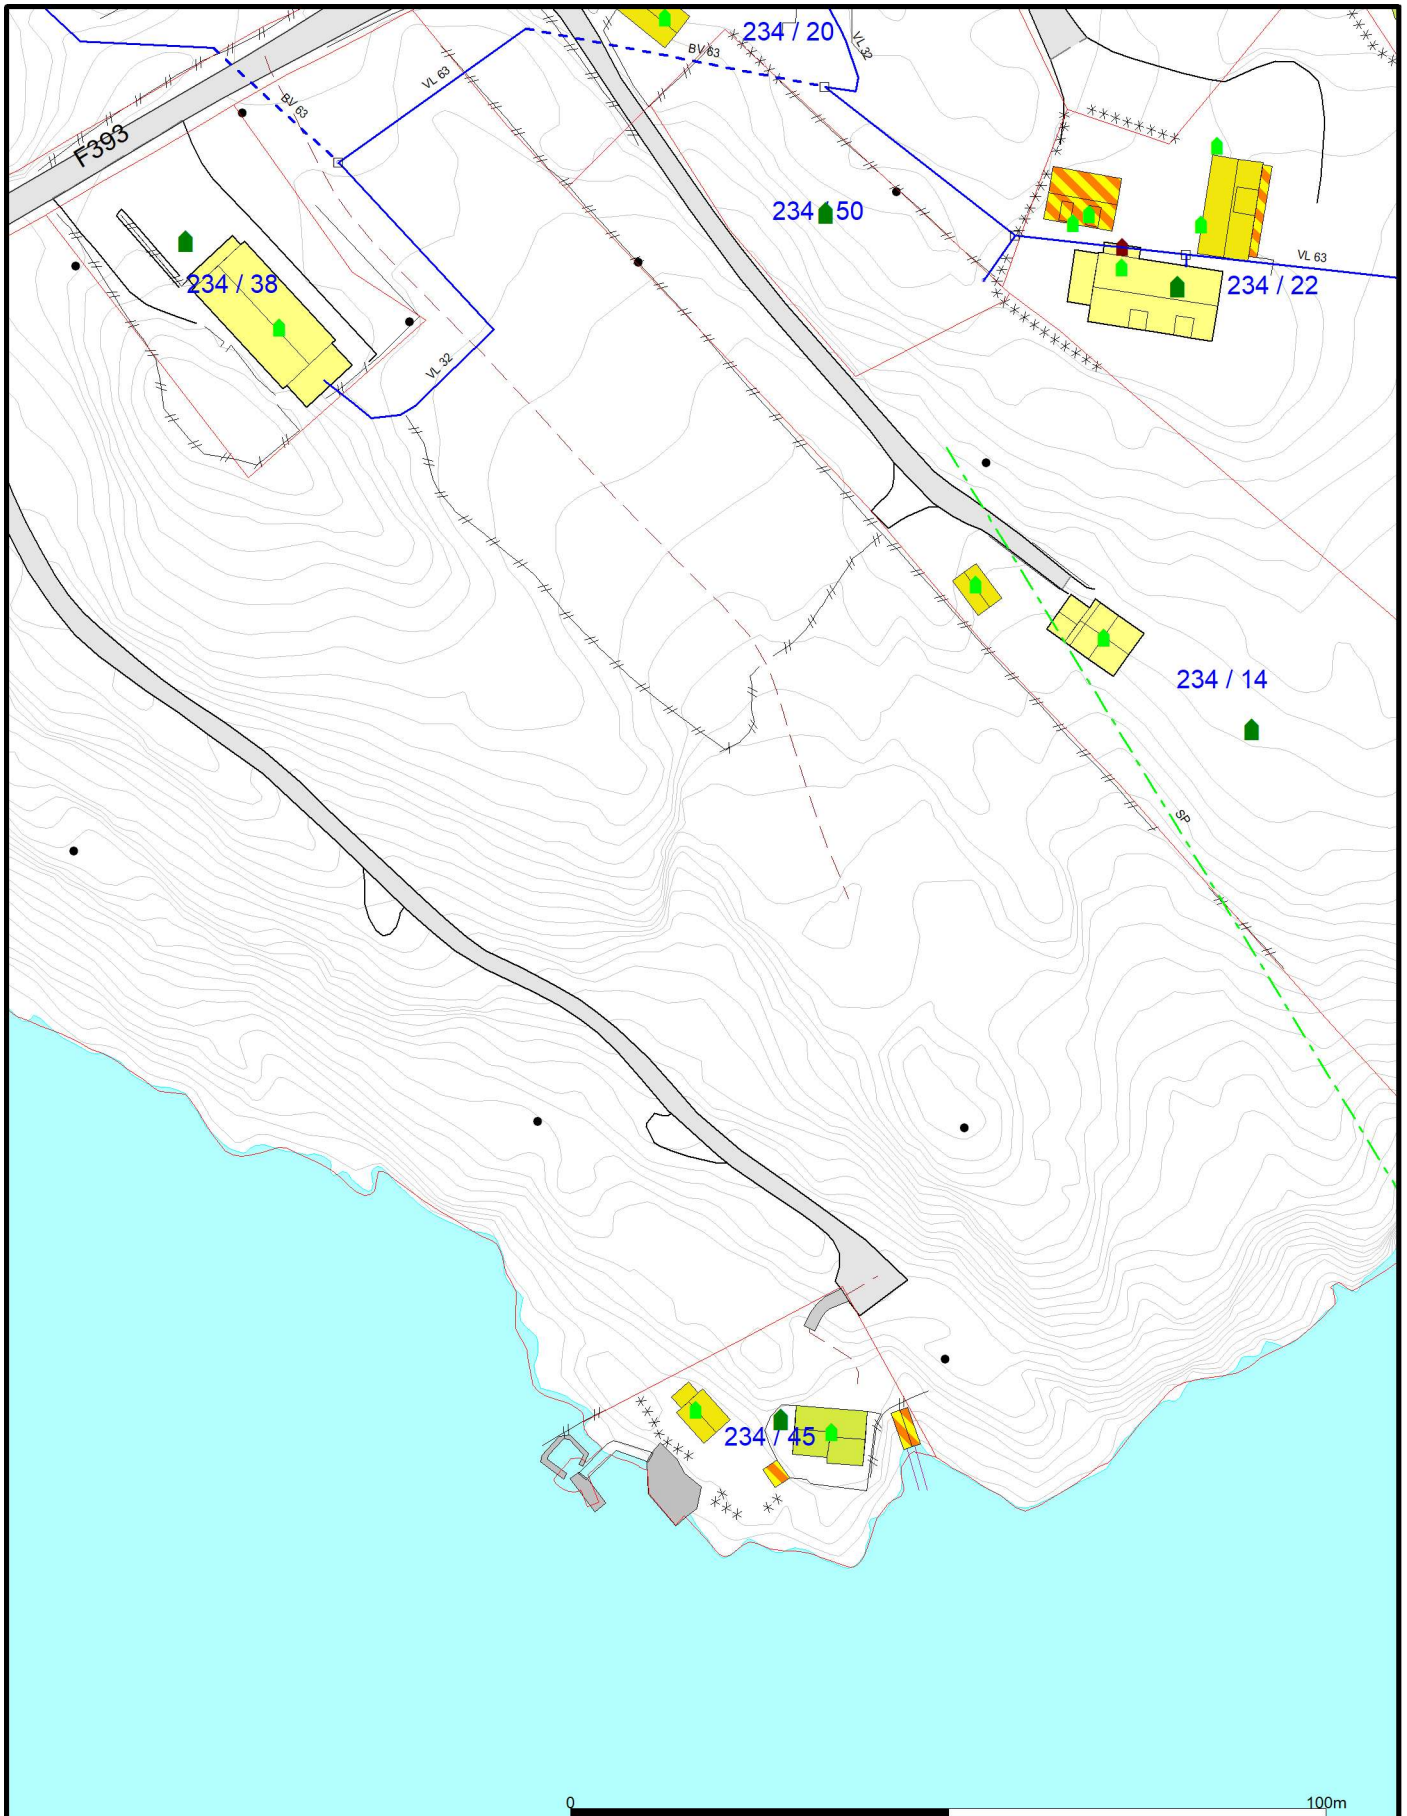 234 / 20
VL 32
BV 63
VL 63
BV 63
F393
234 / 50
VL 63
234 / 38
234 / 22
VL 32
234 / 14
SP
234 / 45
0 100m